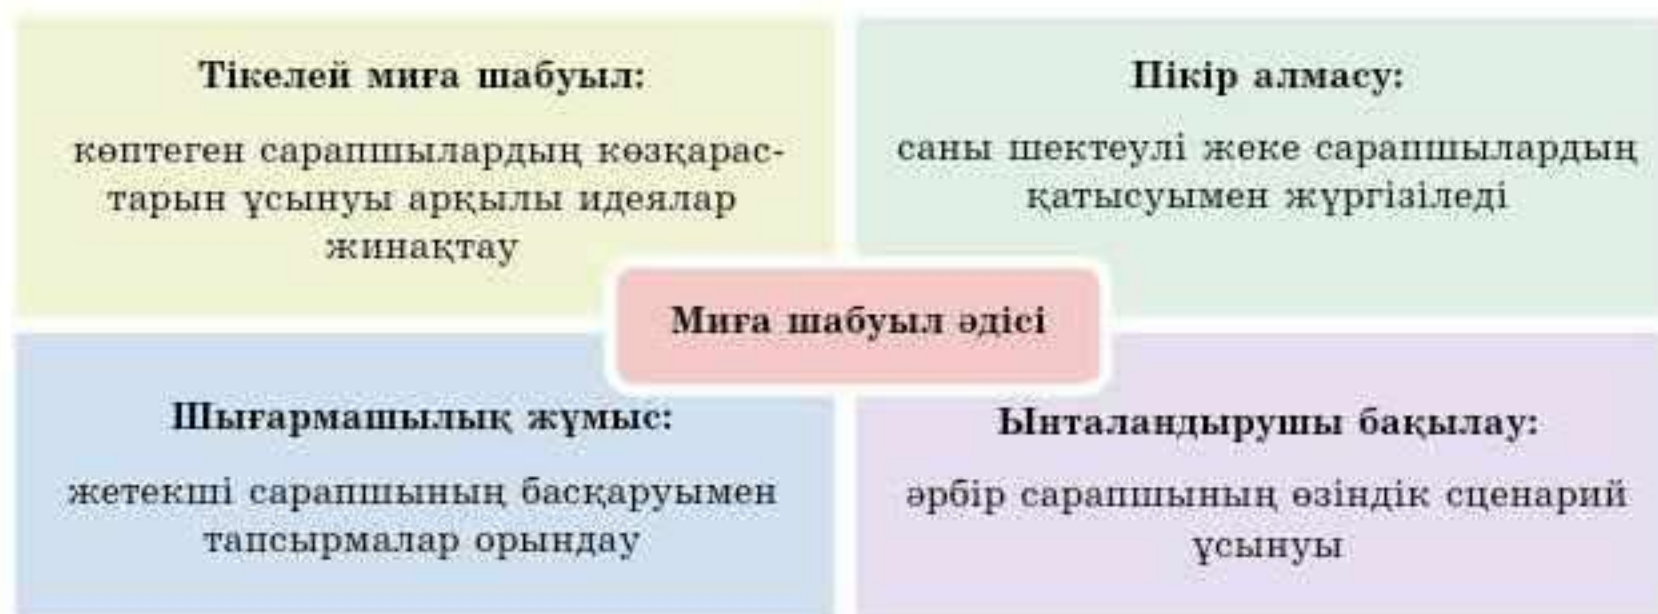 Тікелей миға шабуыл:
көптеген сарапшылардың көзқарас-
тарын ұсынуы арқылы идеялар
жинақтау
Пікір алмасу:
саны шектеулі жеке сарапшылардың
қатысуымен жүргізіледі
Миға шабуыл әдісі
Шығармашылық жұмыс:
жетекші сарапшының басқаруымен
тапсырмалар орындау
Ынталандырушы бақылау:
әрбір сарапшының өзіндік сценарий
ұсынуы